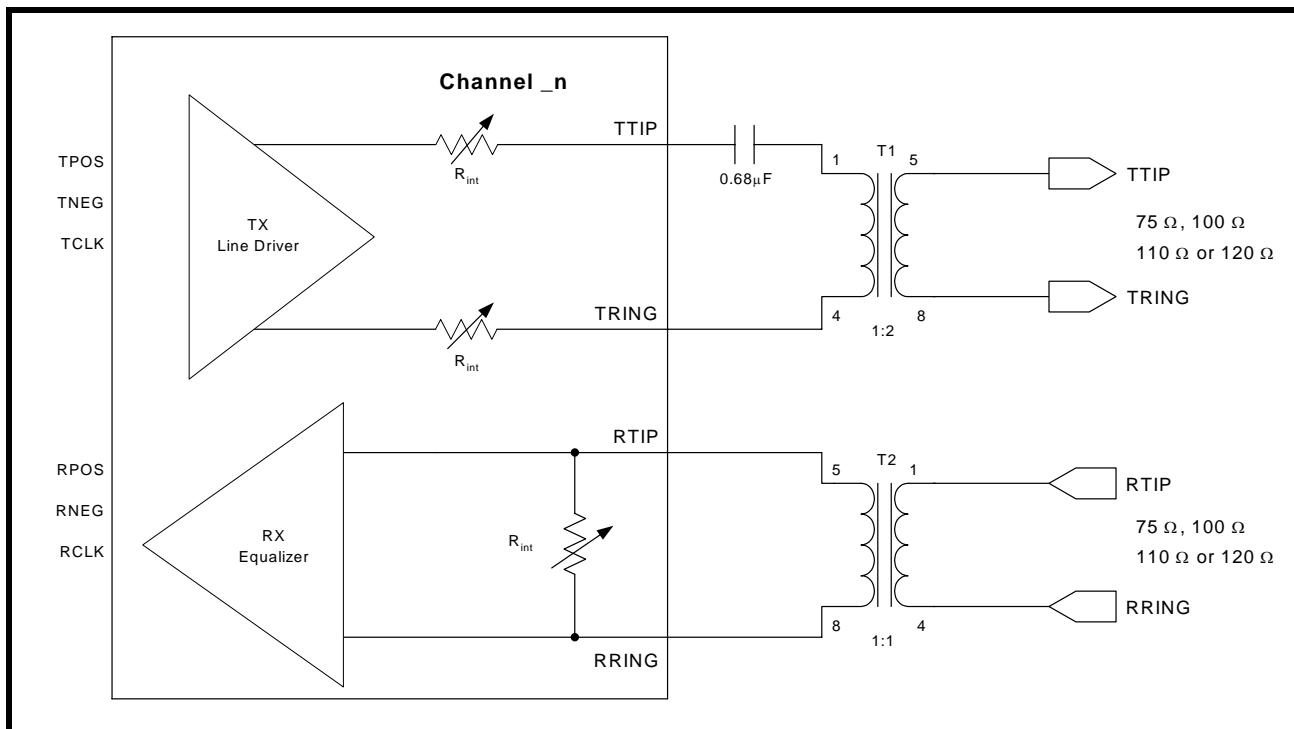 Channel _n
TTIP
R_int
0.68µF
1
T1
5
TTIP
TPOS
TNEG
TCLK
TX
Line Driver
75 Ω, 100 Ω
110 Ω or 120 Ω
TRING
R_int
4
1:2
8
TRING
RTIP
RPOS
RNEG
RCLK
RX
Equalizer
R_int
5
T2
1
RTIP
75 Ω, 100 Ω
110 Ω or 120 Ω
RRING
8
1:1
4
RRING